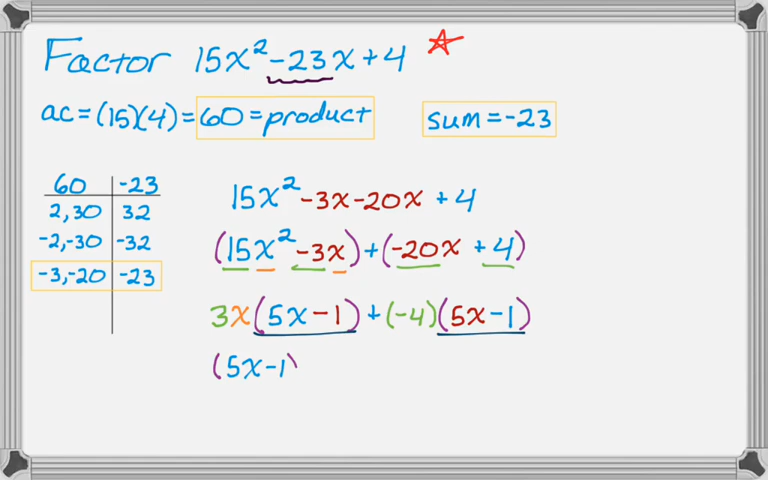 Factor 15x² -23x+4
ac=(15)(4)=60=product sum=-23
60 -23
2,30 32
-2,-30 -32
-3,-20 -23
15x² -3x-20x +4
(15x² -3x)+(-20x +4)
3x(5x-1)+(-4)(5x-1)
(5x-1)